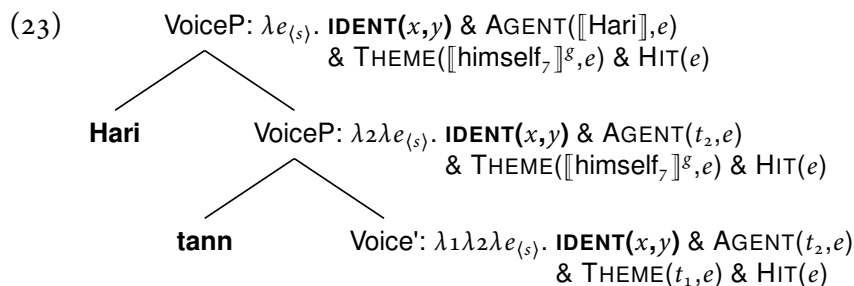 (23) VoiceP: λe⟨s⟩. IDENT(x,y) & AGENT(⟦Hari⟧,e)
& THEME(⟦himself₇⟧ᵍ,e) & HIT(e)
Hari VoiceP: λ2λe⟨s⟩. IDENT(x,y) & AGENT(t₂,e)
& THEME(⟦himself₇⟧ᵍ,e) & HIT(e)
tann Voice': λ1λ2λe⟨s⟩. IDENT(x,y) & AGENT(t₂,e)
& THEME(t₁,e) & HIT(e)